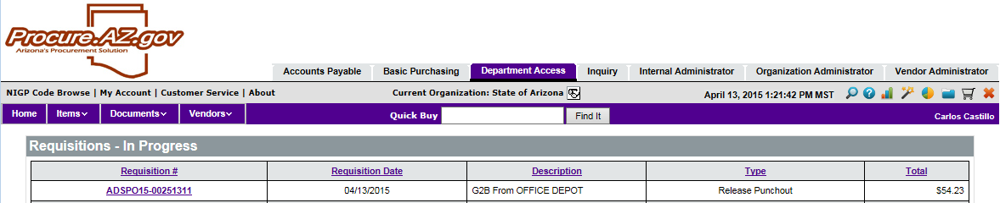 Procure.AZ.gov
Arizona's Procurement Solution
Accounts Payable Basic Purchasing Department Access Inquiry Internal Administrator Organization Administrator Vendor Administrator
NIGP Code Browse | My Account | Customer Service | About Current Organization: State of Arizona April 13, 2015 1:21:42 PM MST
Home Items Documents Vendors Quick Buy Find It Carlos Castillo
Requisitions - In Progress
Requisition # Requisition Date Description Type Total
ADSPO15-00251311 04/13/2015 G2B From OFFICE DEPOT Release Punchout $54.23